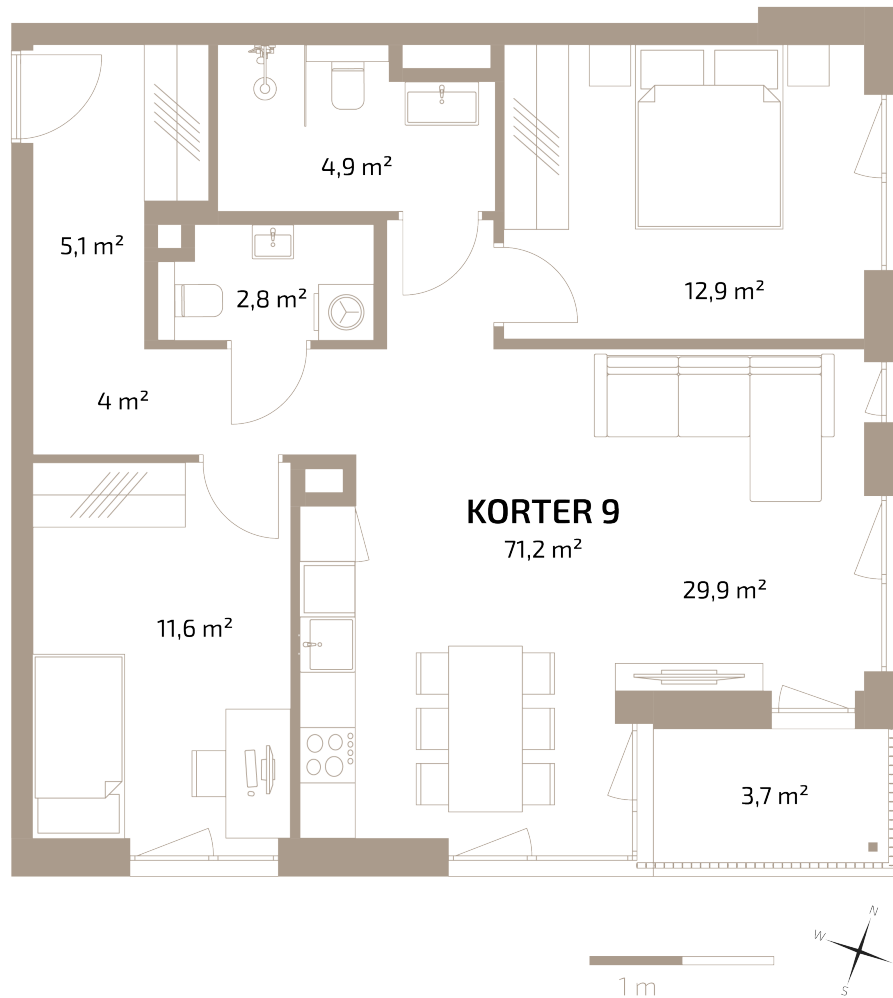 4,9 m²
5,1 m²
2,8 m²
12,9 m²
4 m²
KORTER 9
71,2 m²
29,9 m²
11,6 m²
3,7 m²
N
W
S
1 m